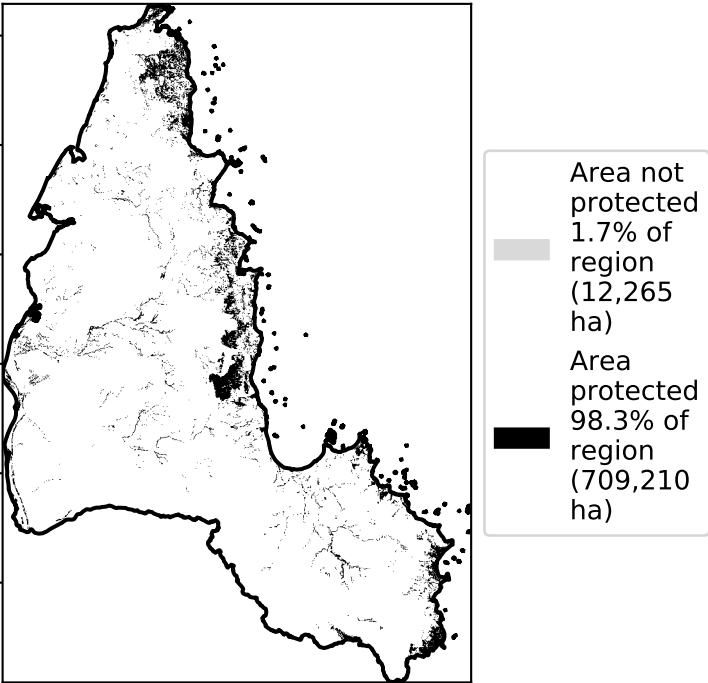 Area not
protected
1.7% of
region
(12,265
ha)
Area
protected
98.3% of
region
(709,210
ha)